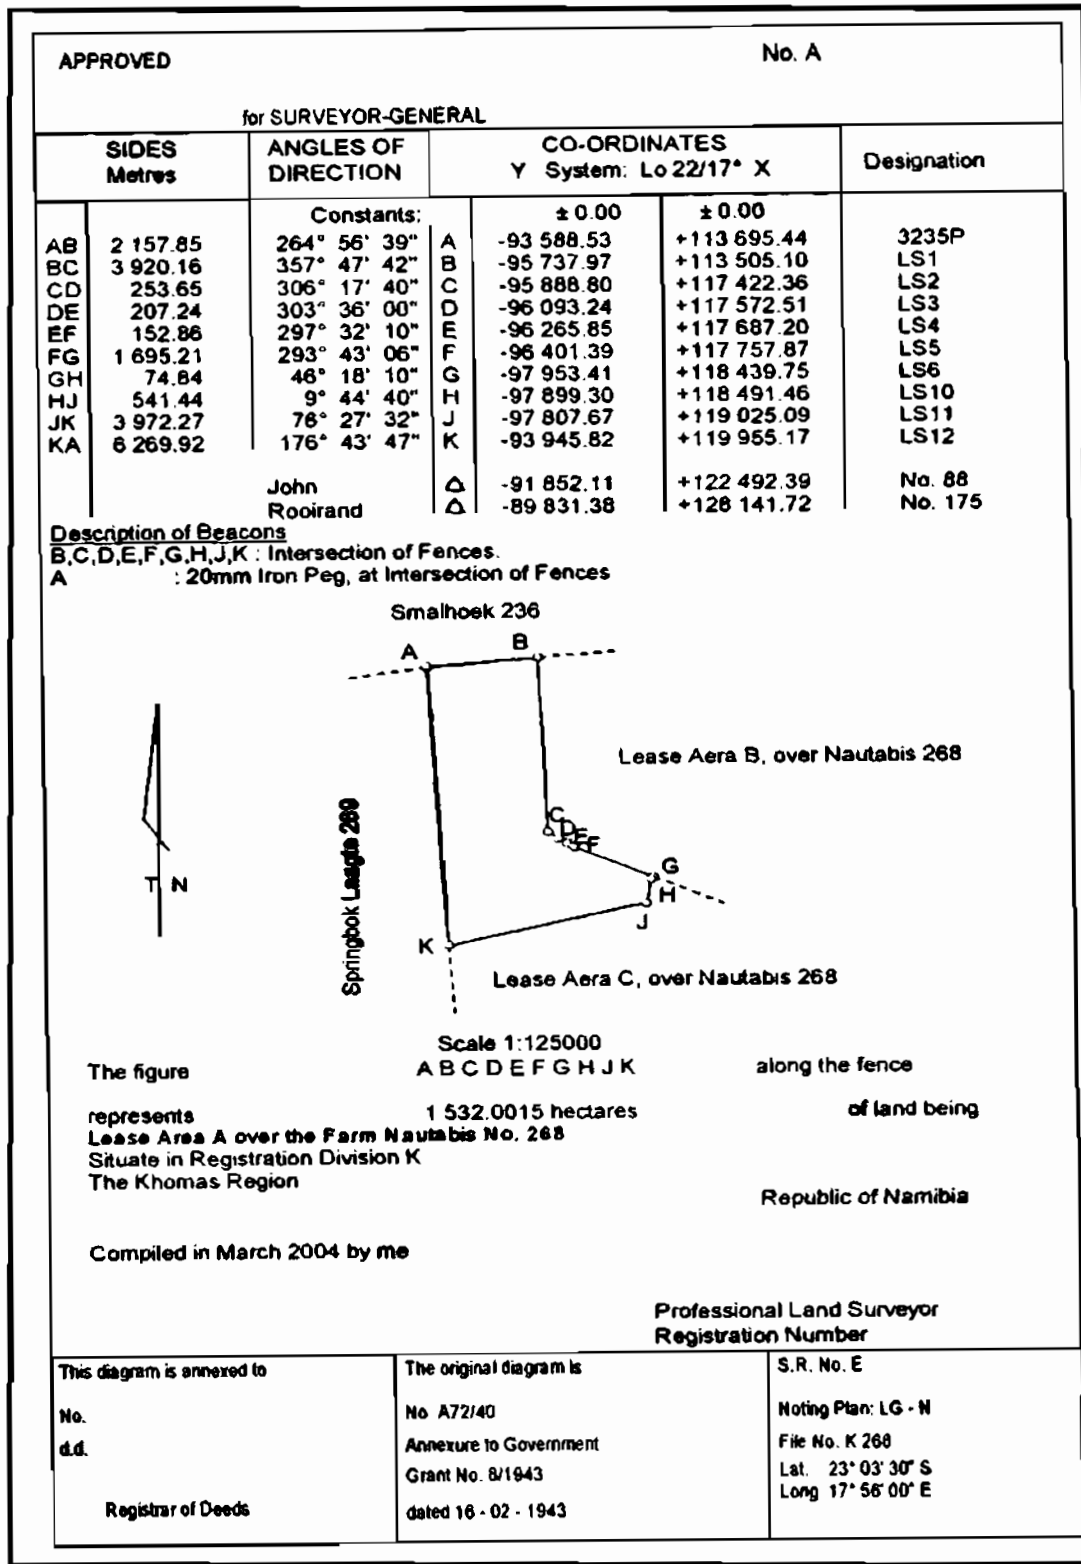 APPROVED No. A
for SURVEYOR-GENERAL
SIDES Metres ANGLES OF DIRECTION CO-ORDINATES Y System: Lo 22/17° X Designation
Constants: ± 0.00 ± 0.00
AB 2 157.85 264° 56' 39" A -93 588.53 +113 695.44 3235P
BC 3 920.16 357° 47' 42" B -95 737.97 +113 505.10 LS1
CD 253.65 306° 17' 40" C -95 888.80 +117 422.36 LS2
DE 207.24 303° 36' 00" D -96 093.24 +117 572.51 LS3
EF 152.86 297° 32' 10" E -96 265.85 +117 687.20 LS4
FG 1 695.21 293° 43' 06" F -96 401.39 +117 757.87 LS5
GH 74.84 46° 18' 10" G -97 953.41 +118 439.75 LS6
HJ 541.44 9° 44' 40" H -97 899.30 +118 491.46 LS10
JK 3 972.27 76° 27' 32" J -97 807.67 +119 025.09 LS11
KA 6 269.92 176° 43' 47" K -93 945.82 +119 955.17 LS12
John △ -91 852.11 +122 492.39 No. 88
Rooirand △ -89 831.38 +128 141.72 No. 175
Description of Beacons
B,C,D,E,F,G,H,J,K : Intersection of Fences.
A : 20mm Iron Peg, at Intersection of Fences
Smalhoek 236
A
B
Lease Aera B, over Nautabis 268
Springbok Laagte 269
C
D
E
F
G
H
J
K
T N
Lease Aera C, over Nautabis 268
Scale 1:125000
The figure A B C D E F G H J K along the fence
represents 1 532.0015 hectares of land being
Lease Area A over the Farm Nautabis No. 268
Situate in Registration Division K
The Khomas Region
Republic of Namibia
Compiled in March 2004 by me
Professional Land Surveyor
Registration Number
This diagram is annexed to
No.
d.d.
Registrar of Deeds
The original diagram is
No A72/40
Annexure to Government
Grant No. 8/1943
dated 16 - 02 - 1943
S.R. No. E
Noting Plan: LG - N
File No. K 268
Lat. 23° 03' 30" S
Long 17° 56' 00" E